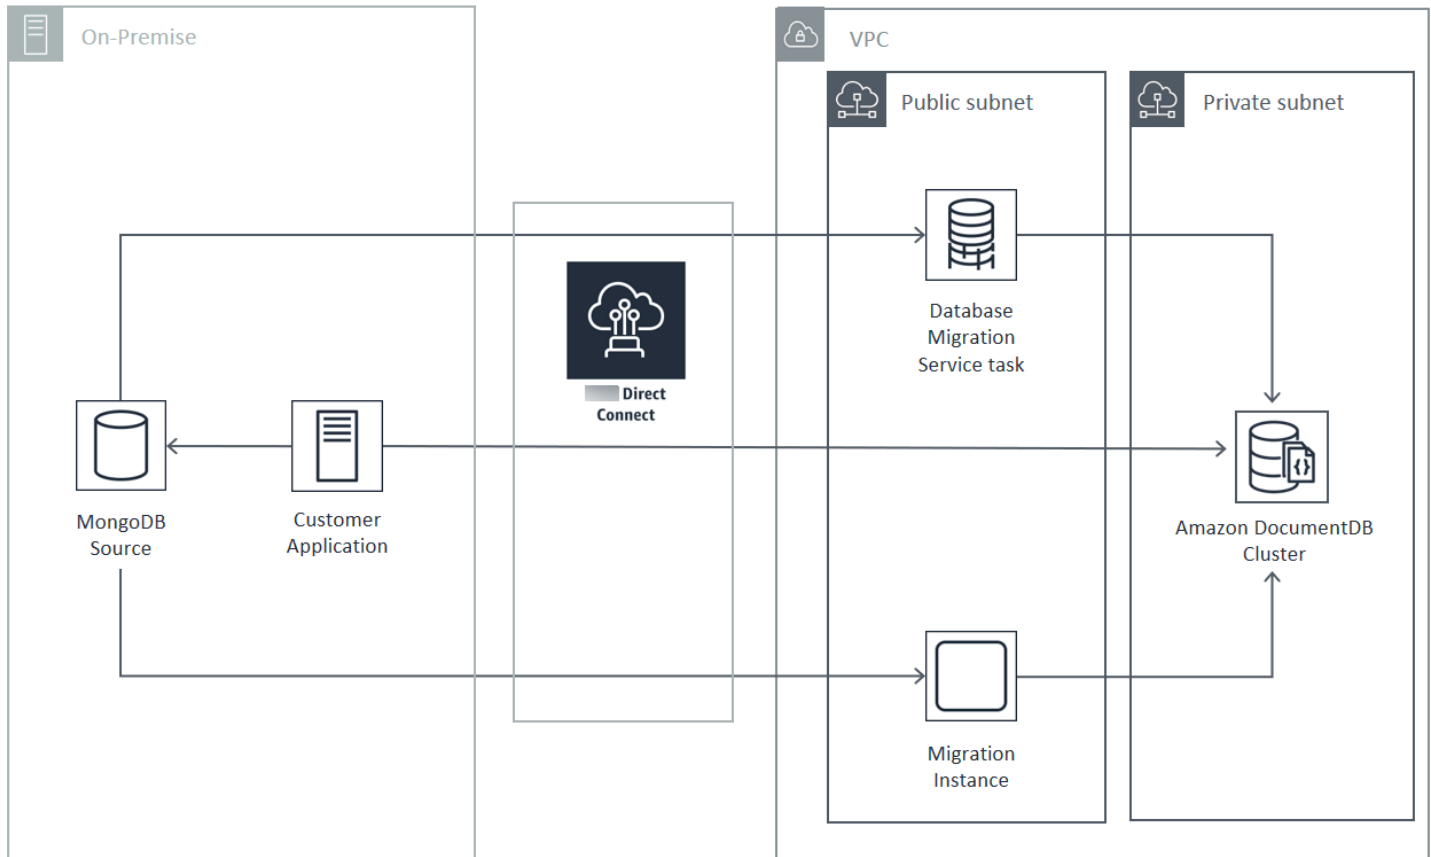 On-Premise
VPC
Public subnet
Private subnet
Database
Migration
Service task
Direct
Connect
MongoDB
Source
Customer
Application
Amazon DocumentDB
Cluster
{}
Migration
Instance